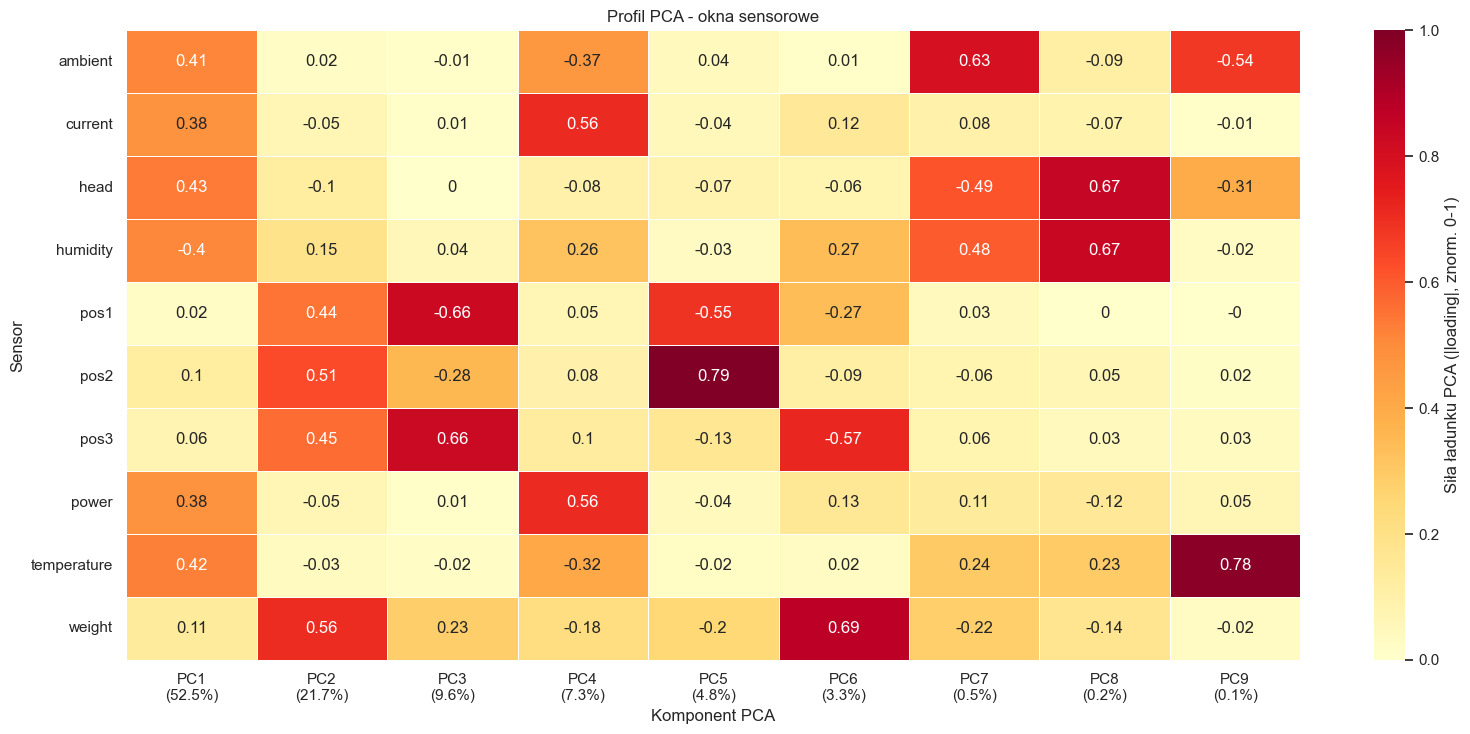 Profil PCA - okna sensorowe
ambient 0.41 0.02 -0.01 -0.37 0.04 0.01 0.63 -0.09 -0.54
current 0.38 -0.05 0.01 0.56 -0.04 0.12 0.08 -0.07 -0.01
head 0.43 -0.1 0 -0.08 -0.07 -0.06 -0.49 0.67 -0.31
humidity -0.4 0.15 0.04 0.26 -0.03 0.27 0.48 0.67 -0.02
pos1 0.02 0.44 -0.66 0.05 -0.55 -0.27 0.03 0 -0
pos2 0.1 0.51 -0.28 0.08 0.79 -0.09 -0.06 0.05 0.02
pos3 0.06 0.45 0.66 0.1 -0.13 -0.57 0.06 0.03 0.03
power 0.38 -0.05 0.01 0.56 -0.04 0.13 0.11 -0.12 0.05
temperature 0.42 -0.03 -0.02 -0.32 -0.02 0.02 0.24 0.23 0.78
weight 0.11 0.56 0.23 -0.18 -0.2 0.69 -0.22 -0.14 -0.02
PC1 PC2 PC3 PC4 PC5 PC6 PC7 PC8 PC9
(52.5%) (21.7%) (9.6%) (7.3%) (4.8%) (3.3%) (0.5%) (0.2%) (0.1%)
Komponent PCA
Sensor
1.0
0.8
0.6
0.4
0.2
0.0
Siła ładunku PCA (|loading|, znorm. 0-1)